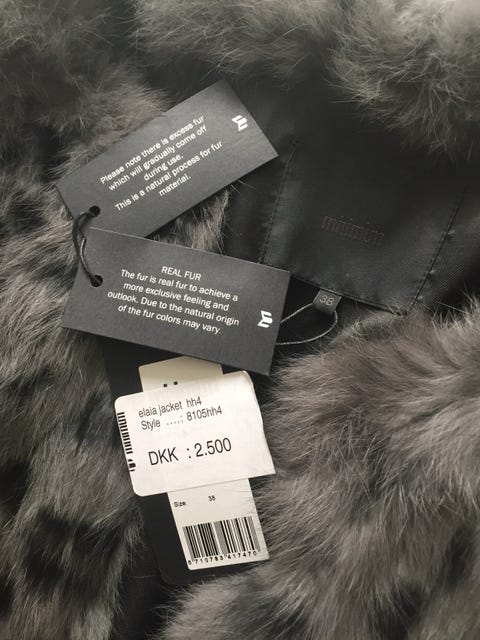 Please note there is excess fur
which will gradually come off
during use.
This is a natural process for fur
material.
REAL FUR
The fur is real fur to achieve a
more exclusive feeling and
outlook. Due to the natural origin
of the fur colors may vary.
minimum
38
elaia jacket hh4
Style ....: 8105hh4
DKK : 2.500
Size: 38
6710783417470